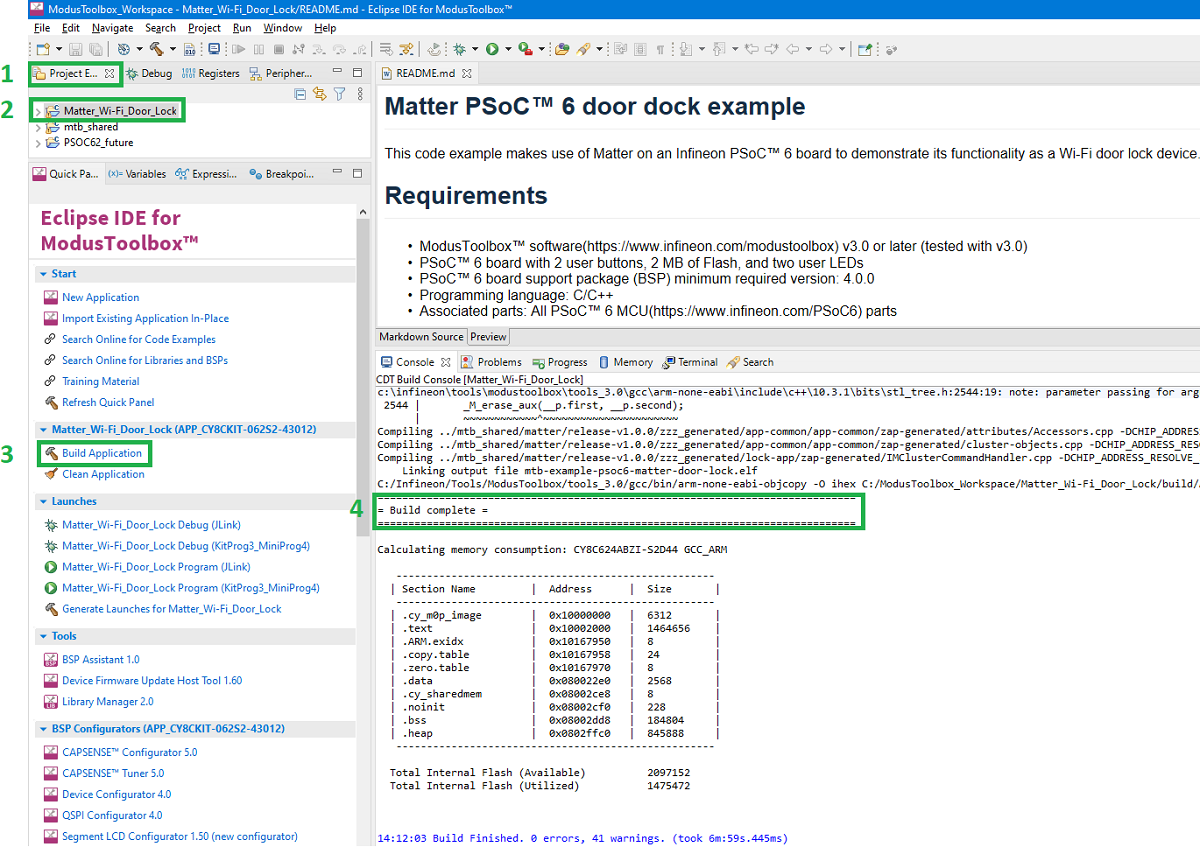 ModusToolbox_Workspace - Matter_Wi-Fi_Door_Lock/README.md - Eclipse IDE for ModusToolbox™
File Edit Navigate Search Project Run Window Help
1
Project E... Debug Registers Peripher...
2
Matter_Wi-Fi_Door_Lock
mtb_shared
PSOC62_future
Quick Pa... (x)= Variables Expressi... Breakpoi...
Eclipse IDE for
ModusToolbox™
Start
New Application
Import Existing Application In-Place
Search Online for Code Examples
Search Online for Libraries and BSPs
Training Material
Refresh Quick Panel
Matter_Wi-Fi_Door_Lock (APP_CY8CKIT-062S2-43012)
3
Build Application
Clean Application
Launches
Matter_Wi-Fi_Door_Lock Debug (JLink)
Matter_Wi-Fi_Door_Lock Debug (KitProg3_MiniProg4)
Matter_Wi-Fi_Door_Lock Program (JLink)
Matter_Wi-Fi_Door_Lock Program (KitProg3_MiniProg4)
Generate Launches for Matter_Wi-Fi_Door_Lock
Tools
BSP Assistant 1.0
Device Firmware Update Host Tool 1.60
Library Manager 2.0
BSP Configurators (APP_CY8CKIT-062S2-43012)
CAPSENSE™ Configurator 5.0
CAPSENSE™ Tuner 5.0
Device Configurator 4.0
QSPI Configurator 4.0
Segment LCD Configurator 1.50 (new configurator)
README.md
Matter PSoC™ 6 door dock example
This code example makes use of Matter on an Infineon PSoC™ 6 board to demonstrate its functionality as a Wi-Fi door lock device.
Requirements
• ModusToolbox™ software(https://www.infineon.com/modustoolbox) v3.0 or later (tested with v3.0)
• PSoC™ 6 board with 2 user buttons, 2 MB of Flash, and two user LEDs
• PSoC™ 6 board support package (BSP) minimum required version: 4.0.0
• Programming language: C/C++
• Associated parts: All PSoC™ 6 MCU(https://www.infineon.com/PSoC6) parts
Markdown Source Preview
Console Problems Progress Memory Terminal Search
CDT Build Console [Matter_Wi-Fi_Door_Lock]
c:\infineon\tools\modustoolbox\tools_3.0\gcc\arm-none-eabi\include\c++\10.3.1\bits\stl_tree.h:2544:19: note: parameter passing for arg
2544 | _M_erase_aux(__p.first, __p.second);
| ~~~~~~~~~~~~^~~~~~~~~~~~~~~~~~~~~~~
Compiling ../mtb_shared/matter/release-v1.0.0/zzz_generated/app-common/app-common/zap-generated/attributes/Accessors.cpp -DCHIP_ADDRESS
Compiling ../mtb_shared/matter/release-v1.0.0/zzz_generated/app-common/app-common/zap-generated/cluster-objects.cpp -DCHIP_ADDRESS_RES
Compiling ../mtb_shared/matter/release-v1.0.0/zzz_generated/lock-app/zap-generated/IMClusterCommandHandler.cpp -DCHIP_ADDRESS_RESOLVE_
Linking output file mtb-example-psoc6-matter-door-lock.elf
C:/Infineon/Tools/ModusToolbox/tools_3.0/gcc/bin/arm-none-eabi-objcopy -O ihex C:/ModusToolbox_Workspace/Matter_Wi-Fi_Door_Lock/build/
4
==============================================================================
= Build complete =
==============================================================================
Calculating memory consumption: CY8C624ABZI-S2D44 GCC_ARM
----------------------------------------------------
| Section Name | Address | Size |
----------------------------------------------------
| .cy_m0p_image | 0x10000000 | 6312 |
| .text | 0x10002000 | 1464656 |
| .ARM.exidx | 0x10167950 | 8 |
| .copy.table | 0x10167958 | 24 |
| .zero.table | 0x10167970 | 8 |
| .data | 0x080022e0 | 2568 |
| .cy_sharedmem | 0x08002ce8 | 8 |
| .noinit | 0x08002cf0 | 228 |
| .bss | 0x08002dd8 | 184804 |
| .heap | 0x0802ffc0 | 845888 |
----------------------------------------------------
Total Internal Flash (Available) 2097152
Total Internal Flash (Utilized) 1475472
14:12:03 Build Finished. 0 errors, 41 warnings. (took 6m:59s.445ms)